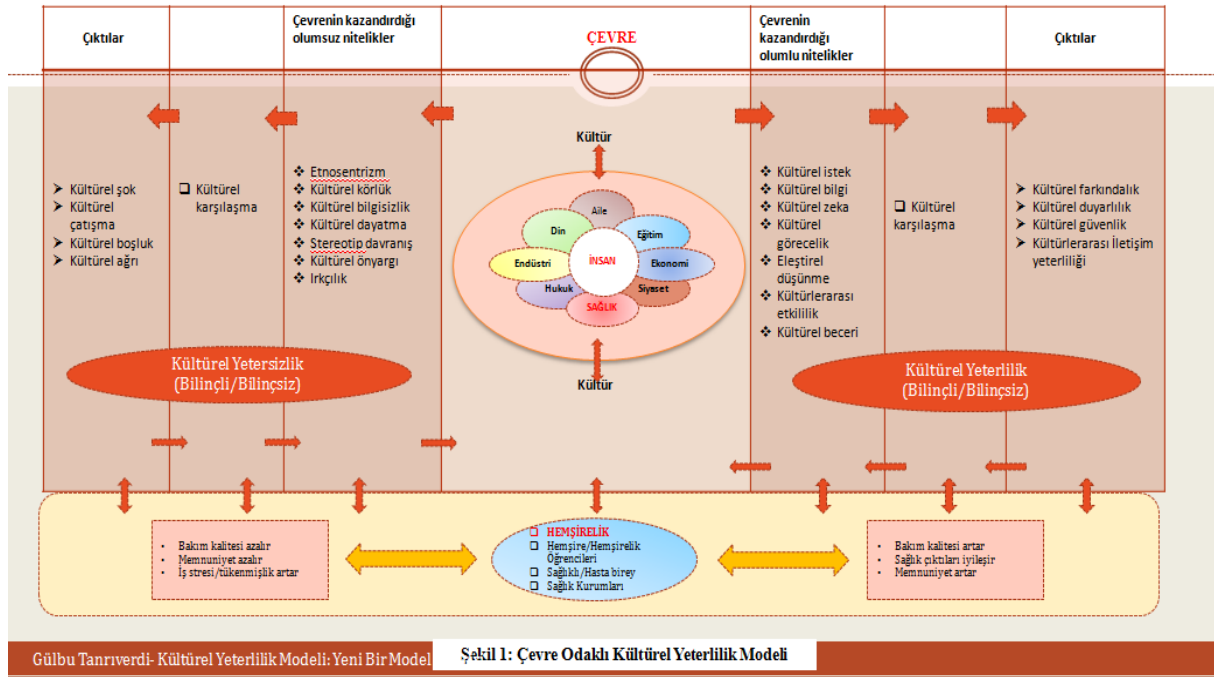 Çıktılar
Çevrenin kazandırdığı
olumsuz nitelikler
ÇEVRE
Çevrenin
kazandırdığı
olumlu nitelikler
Çıktılar
➢ Kültürel şok
➢ Kültürel
çatışma
➢ Kültürel boşluk
➢ Kültürel ağrı
❑ Kültürel
karşılaşma
❖ Etnosentrizm
❖ Kültürel körlük
❖ Kültürel bilgisizlik
❖ Kültürel dayatma
❖ Stereotip davranış
❖ Kültürel önyargı
❖ Irkçılık
Kültür
Aile
Din
Eğitim
Endüstri
İNSAN
Ekonomi
Hukuk
Siyaset
SAĞLIK
Kültür
❖ Kültürel istek
❖ Kültürel bilgi
❖ Kültürel zeka
❖ Kültürel
görecelik
❖ Eleştirel
düşünme
❖ Kültürlerarası
etkililik
❖ Kültürel beceri
❑ Kültürel
karşılaşma
➢ Kültürel farkındalık
➢ Kültürel duyarlılık
➢ Kültürel güvenlik
➢ Kültürlerarası İletişim
yeterliliği
Kültürel Yetersizlik
(Bilinçli/Bilinçsiz)
Kültürel Yeterlilik
(Bilinçli/Bilinçsiz)
• Bakım kalitesi azalır
• Memnuniyet azalır
• İş stresi/tükenmişlik artar
❑ HEMŞİRELİK
❑ Hemşire/Hemşirelik
Öğrencileri
❑ Sağlıklı/Hasta birey
❑ Sağlık Kurumları
• Bakım kalitesi artar
• Sağlık çıktıları iyileşir
• Memnuniyet artar
Gülbu Tanrıverdi- Kültürel Yeterlilik Modeli: Yeni Bir Model
Şekil 1: Çevre Odaklı Kültürel Yeterlilik Modeli